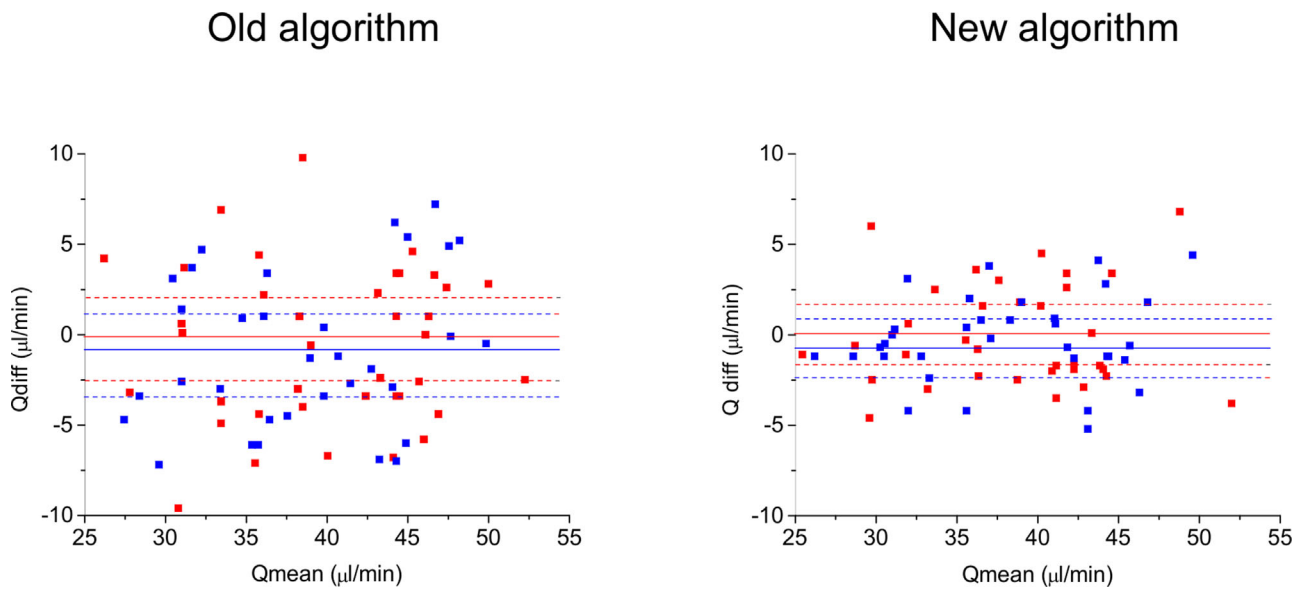 Old algorithm
New algorithm
10
5
0
-5
-10
Qdiff (μl/min)
25 30 35 40 45 50 55
Qmean (μl/min)
10
5
0
-5
-10
Q diff (μl/min)
25 30 35 40 45 50 55
Qmean (μl/min)